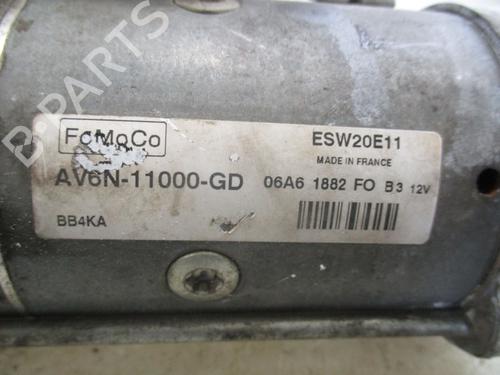 B-PARTS
FoMoCo
ESW20E11
MADE IN FRANCE
AV6N-11000-GD 06A6 1882 FO B3 12V
BB4KA